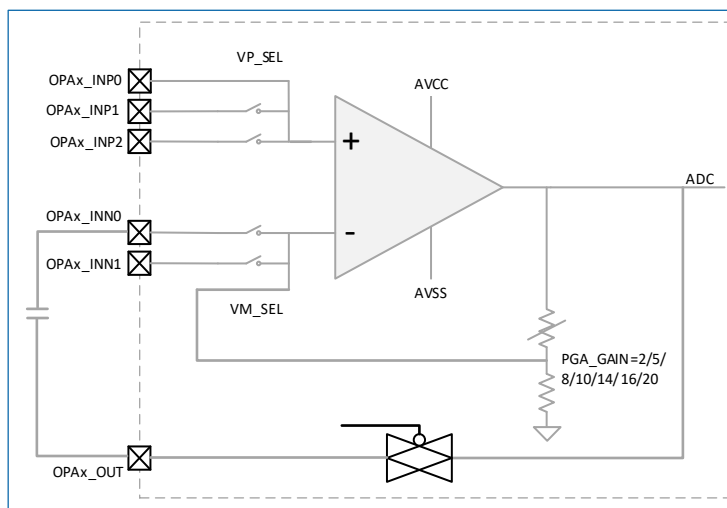 VP_SEL
OPAx_INP0
OPAx_INP1
OPAx_INP2
AVCC
+
ADC
OPAx_INN0
OPAx_INN1
-
VM_SEL
AVSS
PGA_GAIN=2/5/
8/10/14/16/20
OPAx_OUT